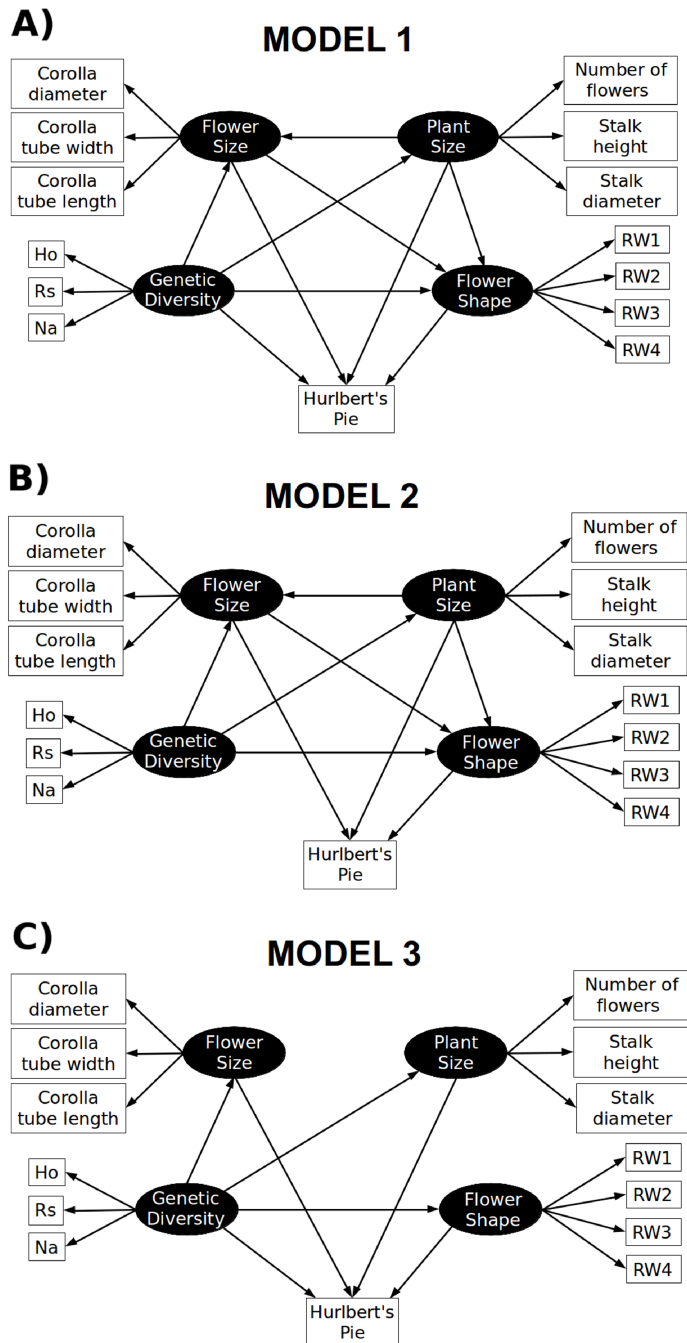 A)
MODEL 1
Corolla
diameter
Corolla
tube width
Corolla
tube length
Flower
Size
Plant
Size
Number of
flowers
Stalk
height
Stalk
diameter
Ho
Rs
Na
Genetic
Diversity
Flower
Shape
RW1
RW2
RW3
RW4
Hurlbert's
Pie
B)
MODEL 2
Corolla
diameter
Corolla
tube width
Corolla
tube length
Flower
Size
Plant
Size
Number of
flowers
Stalk
height
Stalk
diameter
Ho
Rs
Na
Genetic
Diversity
Flower
Shape
RW1
RW2
RW3
RW4
Hurlbert's
Pie
C)
MODEL 3
Corolla
diameter
Corolla
tube width
Corolla
tube length
Flower
Size
Plant
Size
Number of
flowers
Stalk
height
Stalk
diameter
Ho
Rs
Na
Genetic
Diversity
Flower
Shape
RW1
RW2
RW3
RW4
Hurlbert's
Pie